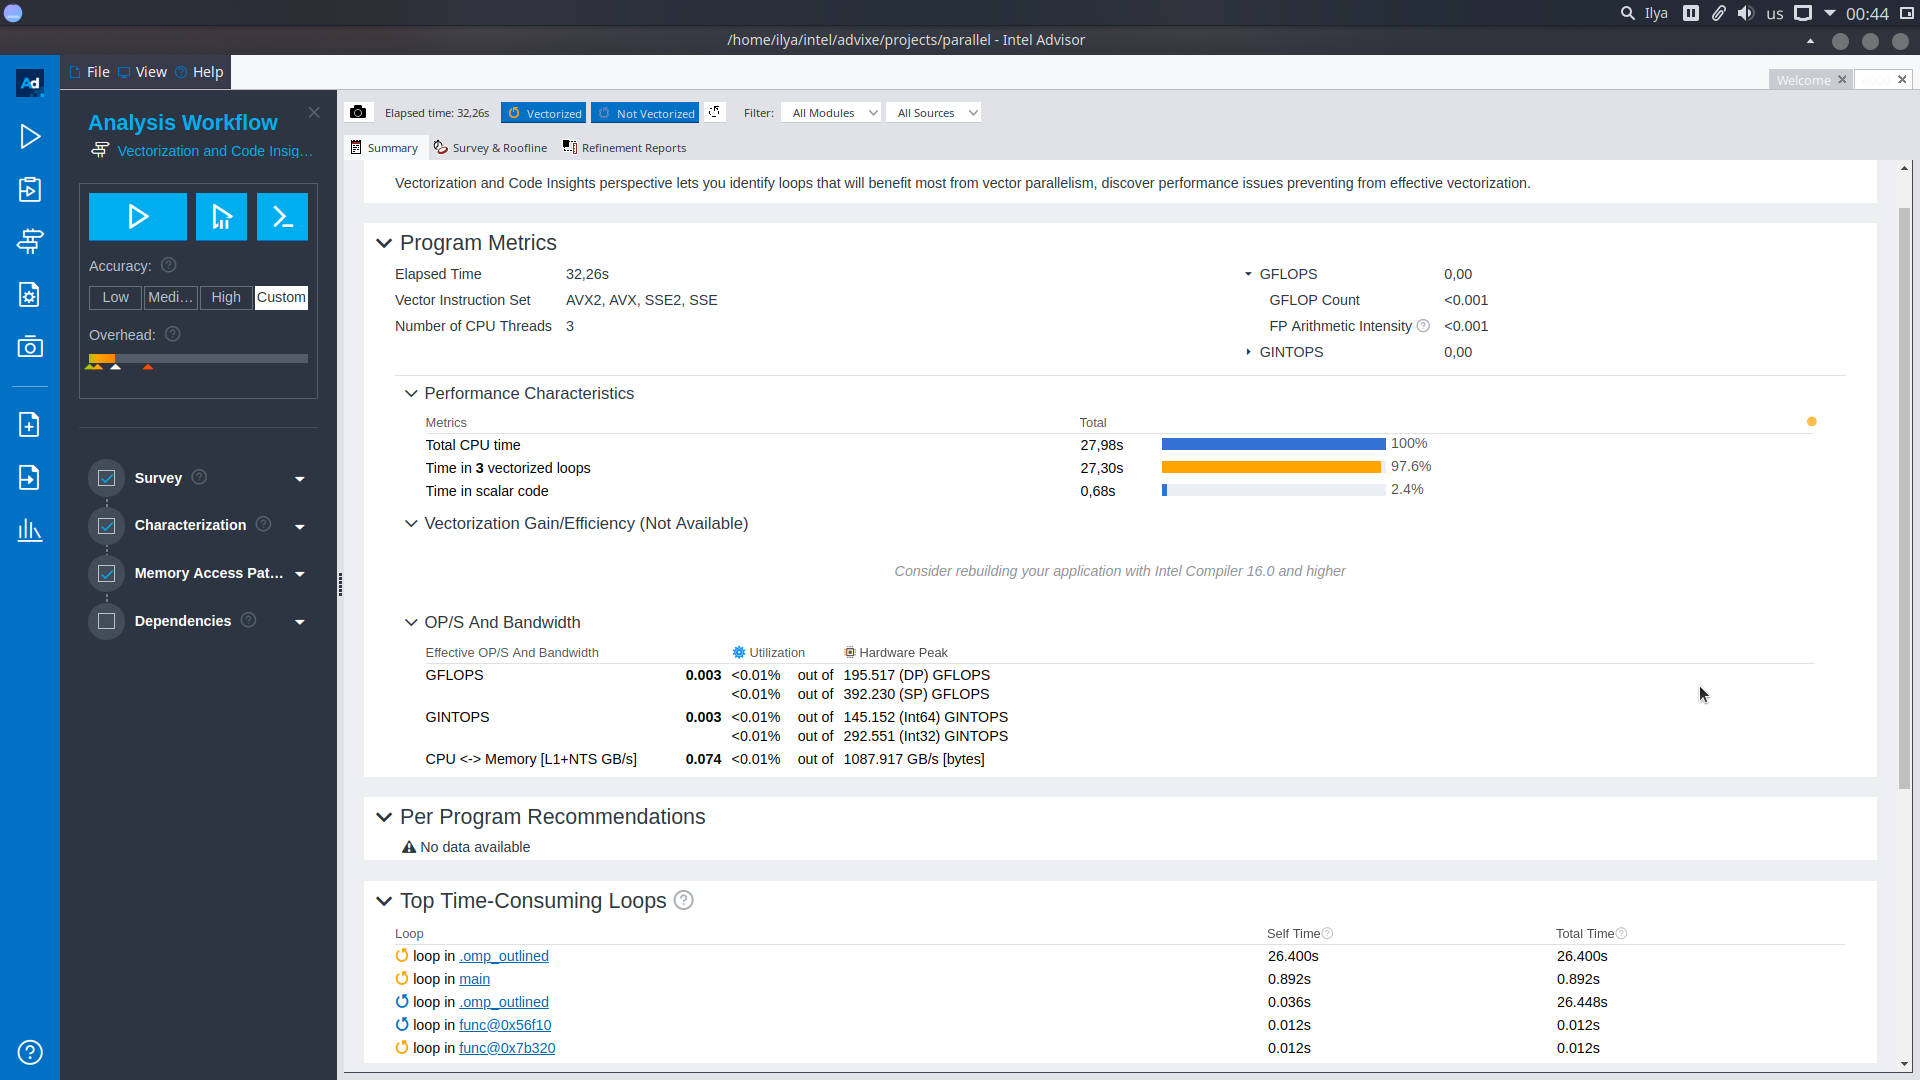 Ilya us 00:44
/home/ilya/intel/advixe/projects/parallel - Intel Advisor
Ad File View Help
Welcome
Analysis Workflow
Vectorization and Code Insig...
Accuracy:
Low Medi... High Custom
Overhead:
Survey
Characterization
Memory Access Pat...
Dependencies
Elapsed time: 32,26s Vectorized Not Vectorized Filter: All Modules All Sources
Summary Survey & Roofline Refinement Reports
Vectorization and Code Insights perspective lets you identify loops that will benefit most from vector parallelism, discover performance issues preventing from effective vectorization.
Program Metrics
Elapsed Time 32,26s GFLOPS 0,00
Vector Instruction Set AVX2, AVX, SSE2, SSE GFLOP Count <0.001
Number of CPU Threads 3 FP Arithmetic Intensity <0.001
GINTOPS 0,00
Performance Characteristics
Metrics Total
Total CPU time 27,98s 100%
Time in 3 vectorized loops 27,30s 97.6%
Time in scalar code 0,68s 2.4%
Vectorization Gain/Efficiency (Not Available)
Consider rebuilding your application with Intel Compiler 16.0 and higher
OP/S And Bandwidth
Effective OP/S And Bandwidth Utilization Hardware Peak
GFLOPS 0.003 <0.01% out of 195.517 (DP) GFLOPS
<0.01% out of 392.230 (SP) GFLOPS
GINTOPS 0.003 <0.01% out of 145.152 (Int64) GINTOPS
<0.01% out of 292.551 (Int32) GINTOPS
CPU <-> Memory [L1+NTS GB/s] 0.074 <0.01% out of 1087.917 GB/s [bytes]
Per Program Recommendations
No data available
Top Time-Consuming Loops
Loop Self Time Total Time
loop in .omp_outlined 26.400s 26.400s
loop in main 0.892s 0.892s
loop in .omp_outlined 0.036s 26.448s
loop in func@0x56f10 0.012s 0.012s
loop in func@0x7b320 0.012s 0.012s